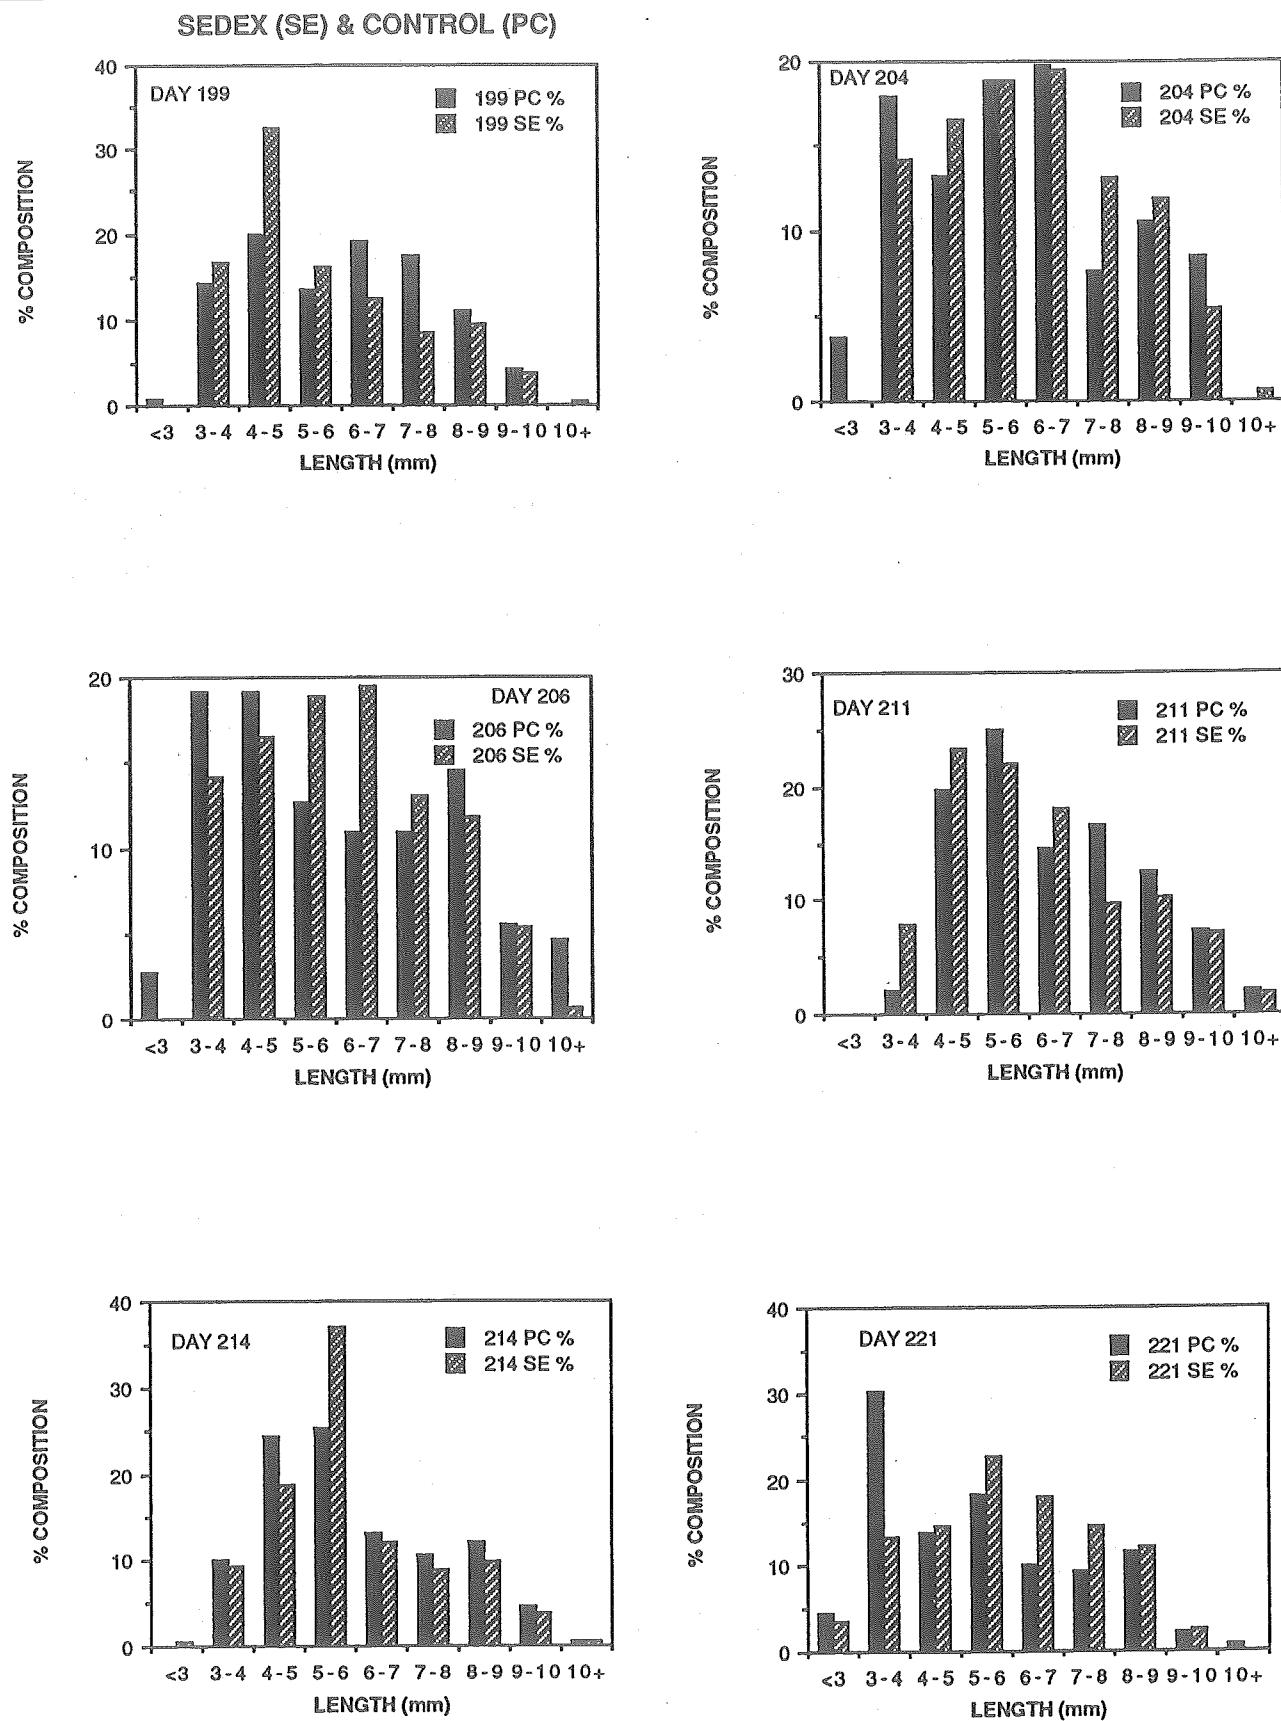 SEDEX (SE) & CONTROL (PC)
DAY 199
199 PC %
199 SE %
40
30
20
10
0
% COMPOSITION
<3 3-4 4-5 5-6 6-7 7-8 8-9 9-10 10+
LENGTH (mm)
DAY 204
204 PC %
204 SE %
20
10
0
% COMPOSITION
<3 3-4 4-5 5-6 6-7 7-8 8-9 9-10 10+
LENGTH (mm)
DAY 206
206 PC %
206 SE %
20
10
0
% COMPOSITION
<3 3-4 4-5 5-6 6-7 7-8 8-9 9-10 10+
LENGTH (mm)
DAY 211
211 PC %
211 SE %
30
20
10
0
% COMPOSITION
<3 3-4 4-5 5-6 6-7 7-8 8-9 9-10 10+
LENGTH (mm)
DAY 214
214 PC %
214 SE %
40
30
20
10
0
% COMPOSITION
<3 3-4 4-5 5-6 6-7 7-8 8-9 9-10 10+
LENGTH (mm)
DAY 221
221 PC %
221 SE %
40
30
20
10
0
% COMPOSITION
<3 3-4 4-5 5-6 6-7 7-8 8-9 9-10 10+
LENGTH (mm)